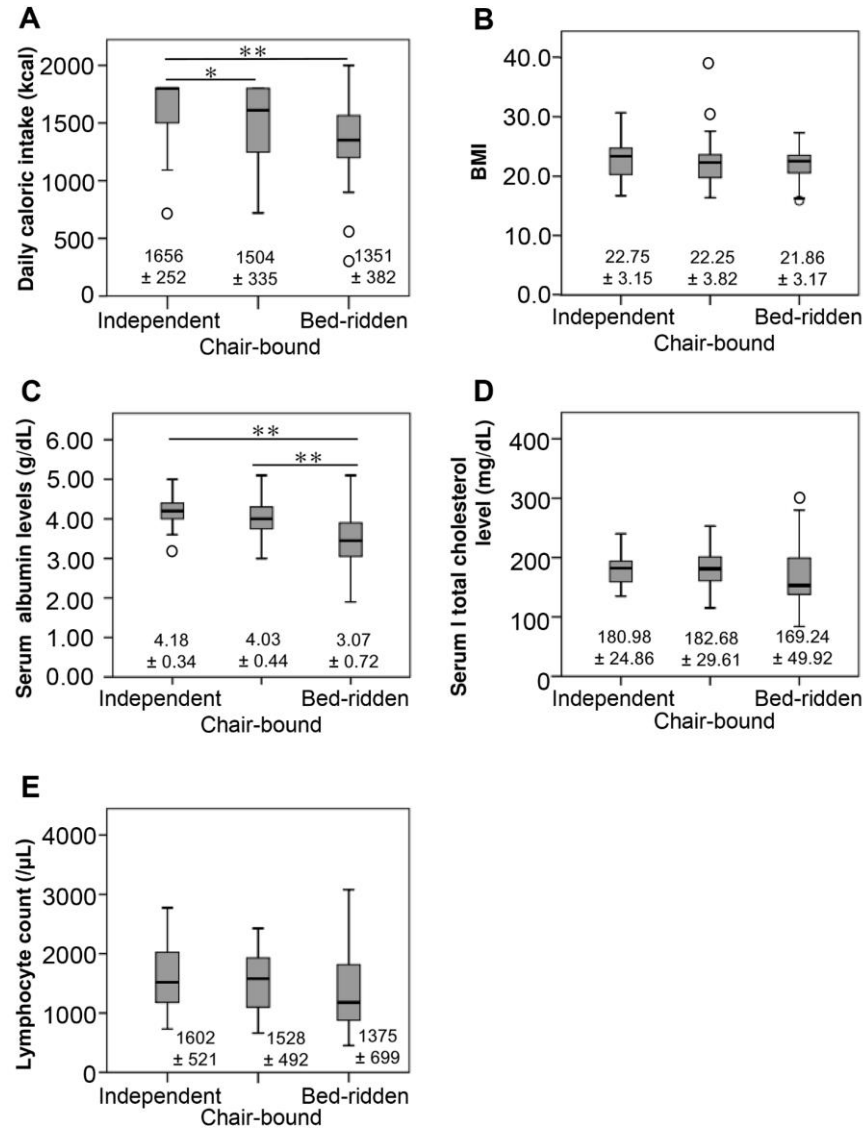 A
Daily caloric intake (kcal)
2000
1500
1000
500
0
**
*
1656
± 252
1504
± 335
1351
± 382
Independent
Bed-ridden
Chair-bound
B
BMI
40.0
30.0
20.0
10.0
0.0
22.75
± 3.15
22.25
± 3.82
21.86
± 3.17
Independent
Bed-ridden
Chair-bound
C
Serum albumin levels (g/dL)
6.00
5.00
4.00
3.00
2.00
1.00
0.00
**
**
4.18
± 0.34
4.03
± 0.44
3.07
± 0.72
Independent
Bed-ridden
Chair-bound
D
Serum l total cholesterol
level (mg/dL)
400
300
200
100
0
180.98
± 24.86
182.68
± 29.61
169.24
± 49.92
Independent
Bed-ridden
Chair-bound
E
Lymphocyte count (/µL)
4000
3000
2000
1000
0
1602
± 521
1528
± 492
1375
± 699
Independent
Bed-ridden
Chair-bound